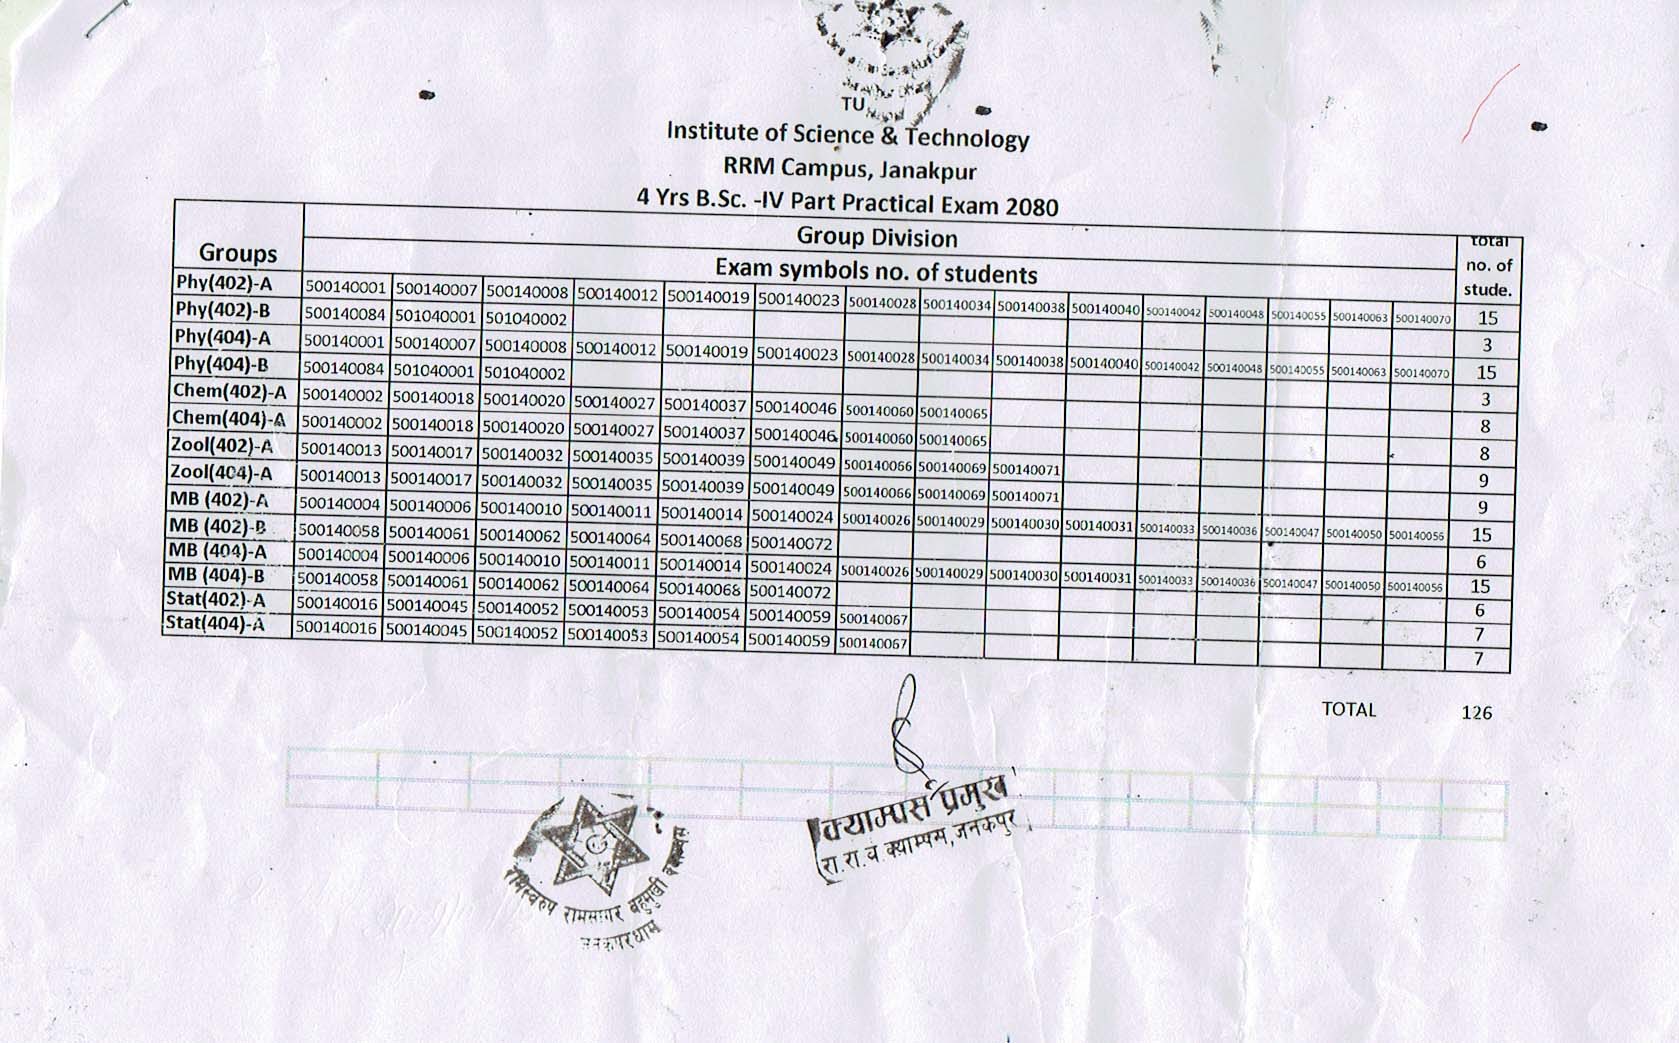 TU
Institute of Science & Technology
RRM Campus, Janakpur
4 Yrs B.Sc. -IV Part Practical Exam 2080
Groups Group Division total no. of stude.
Exam symbols no. of students
Phy(402)-A 500140001 500140007 500140008 500140012 500140019 500140023 500140028 500140034 500140038 500140040 500140042 500140048 500140055 500140063 500140070 15
Phy(402)-B 500140084 501040001 501040002 3
Phy(404)-A 500140001 500140007 500140008 500140012 500140019 500140023 500140028 500140034 500140038 500140040 500140042 500140048 500140055 500140063 500140070 15
Phy(404)-B 500140084 501040001 501040002 3
Chem(402)-A 500140002 500140018 500140020 500140027 500140037 500140046 500140060 500140065 8
Chem(404)-A 500140002 500140018 500140020 500140027 500140037 500140046 500140060 500140065 8
Zool(402)-A 500140013 500140017 500140032 500140035 500140039 500140049 500140066 500140069 500140071 9
Zool(404)-A 500140013 500140017 500140032 500140035 500140039 500140049 500140066 500140069 500140071 9
MB (402)-A 500140004 500140006 500140010 500140011 500140014 500140024 500140026 500140029 500140030 500140031 500140033 500140036 500140047 500140050 500140056 15
MB (402)-B 500140058 500140061 500140062 500140064 500140068 500140072 6
MB (404)-A 500140004 500140006 500140010 500140011 500140014 500140024 500140026 500140029 500140030 500140031 500140033 500140036 500140047 500140050 500140056 15
MB (404)-B 500140058 500140061 500140062 500140064 500140068 500140072 6
Stat(402)-A 500140016 500140045 500140052 500140053 500140054 500140059 500140067 7
Stat(404)-A 500140016 500140045 500140052 500140053 500140054 500140059 500140067 7
TOTAL 126
क्याम्पस प्रमुख
रा.रा.व.क्याम्पस, जनकपुर
रामस्वरुप रामसागर बहुमुखी क्याम्पस
जनकपुरधाम